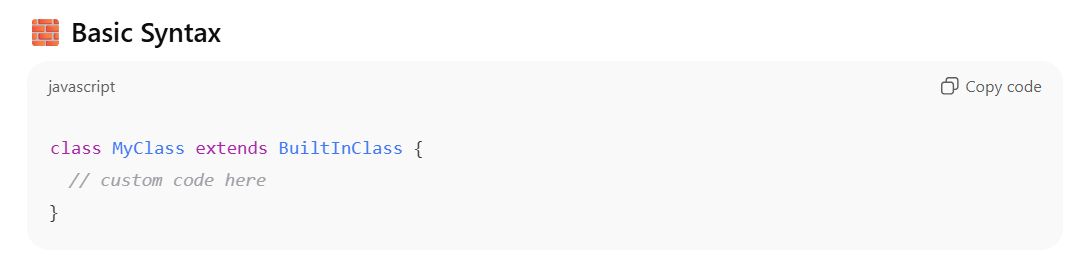 🧱 Basic Syntax
javascript
Copy code
class MyClass extends BuiltInClass {
  // custom code here
}